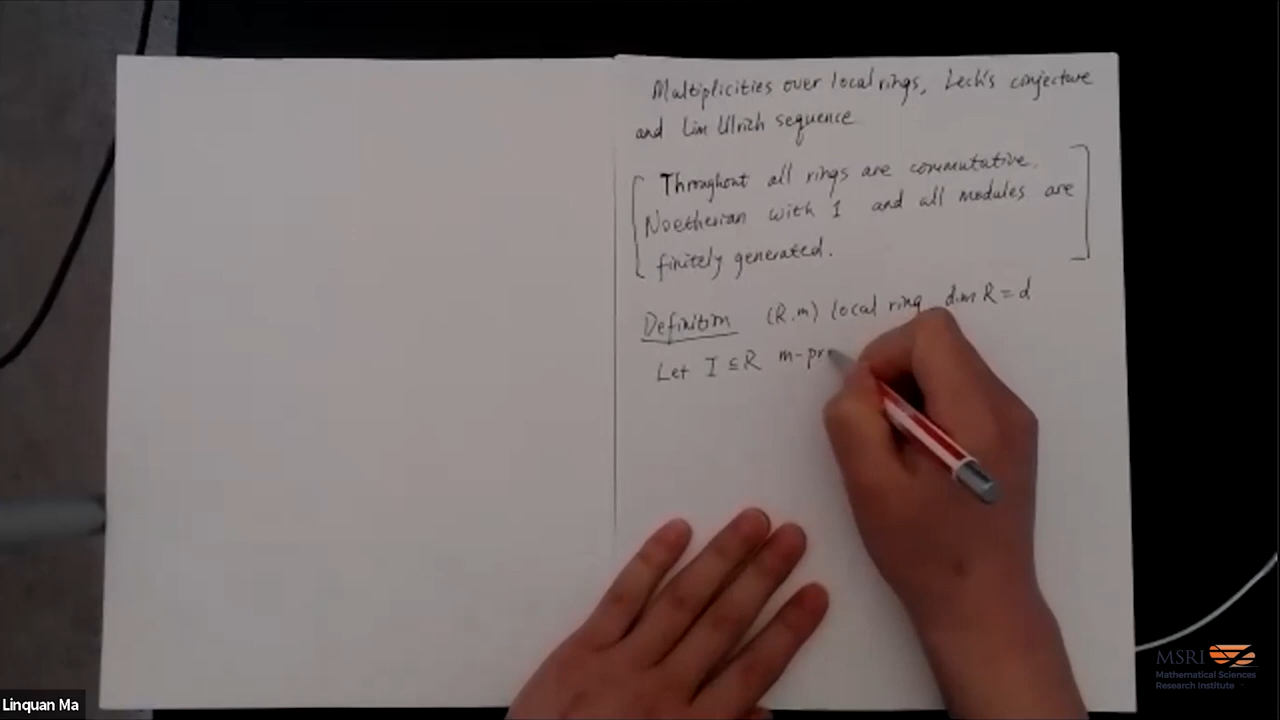 Multiplicities over local rings, Lech's conjecture
and Lim Ulrich sequence
Throughout all rings are commutative.
Noetherian with 1 and all modules are
finitely generated.
Definition (R.m) local ring dim R = d
Let I ⊆ R m-pr
MSRI
Mathematical Sciences
Research Institute
Linquan Ma